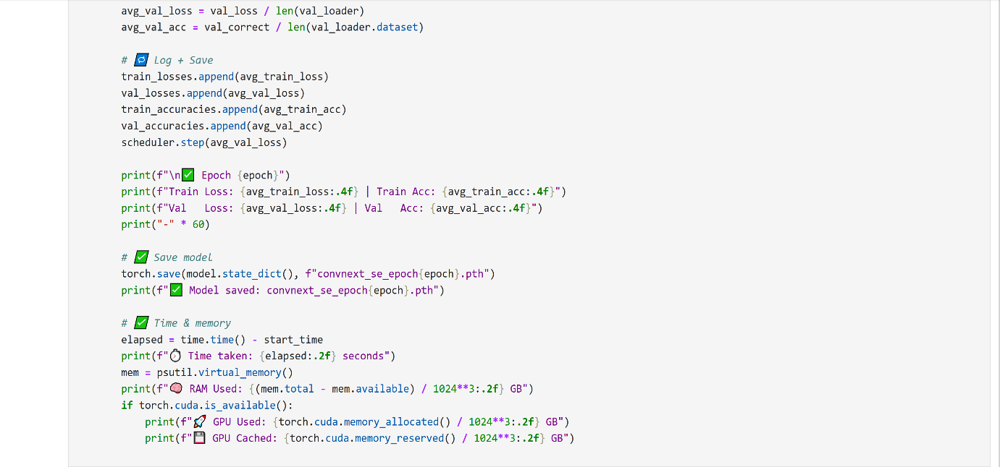 avg_val_loss = val_loss / len(val_loader)
avg_val_acc = val_correct / len(val_loader.dataset)
# 🔁 Log + Save
train_losses.append(avg_train_loss)
val_losses.append(avg_val_loss)
train_accuracies.append(avg_train_acc)
val_accuracies.append(avg_val_acc)
scheduler.step(avg_val_loss)
print(f"\n✅ Epoch {epoch}")
print(f"Train Loss: {avg_train_loss:.4f} | Train Acc: {avg_train_acc:.4f}")
print(f"Val   Loss: {avg_val_loss:.4f} | Val   Acc: {avg_val_acc:.4f}")
print("-" * 60)
# ✅ Save model
torch.save(model.state_dict(), f"convnext_se_epoch{epoch}.pth")
print(f"✅ Model saved: convnext_se_epoch{epoch}.pth")
# ✅ Time & memory
elapsed = time.time() - start_time
print(f"⏱ Time taken: {elapsed:.2f} seconds")
mem = psutil.virtual_memory()
print(f"🧠 RAM Used: {(mem.total - mem.available) / 1024**3:.2f} GB")
if torch.cuda.is_available():
    print(f"🚀 GPU Used: {torch.cuda.memory_allocated() / 1024**3:.2f} GB")
    print(f"💾 GPU Cached: {torch.cuda.memory_reserved() / 1024**3:.2f} GB")